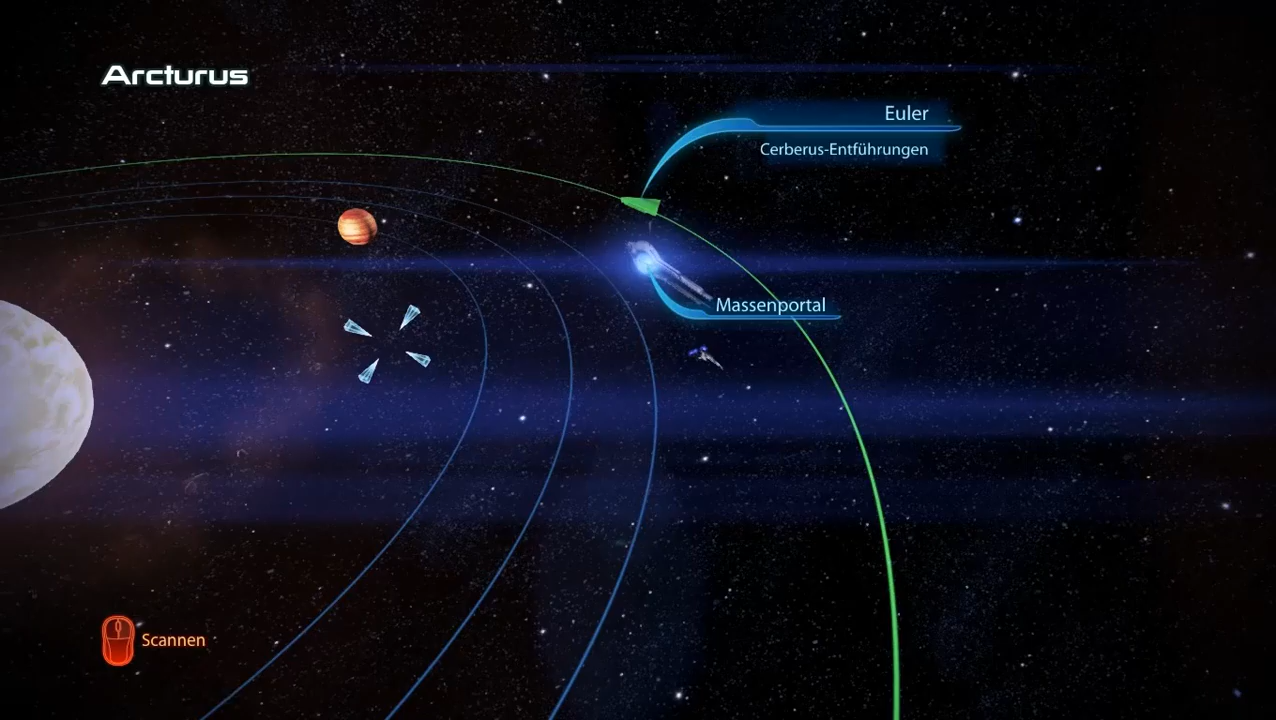 Arcturus
Euler
Cerberus-Entführungen
Massenportal
Scannen